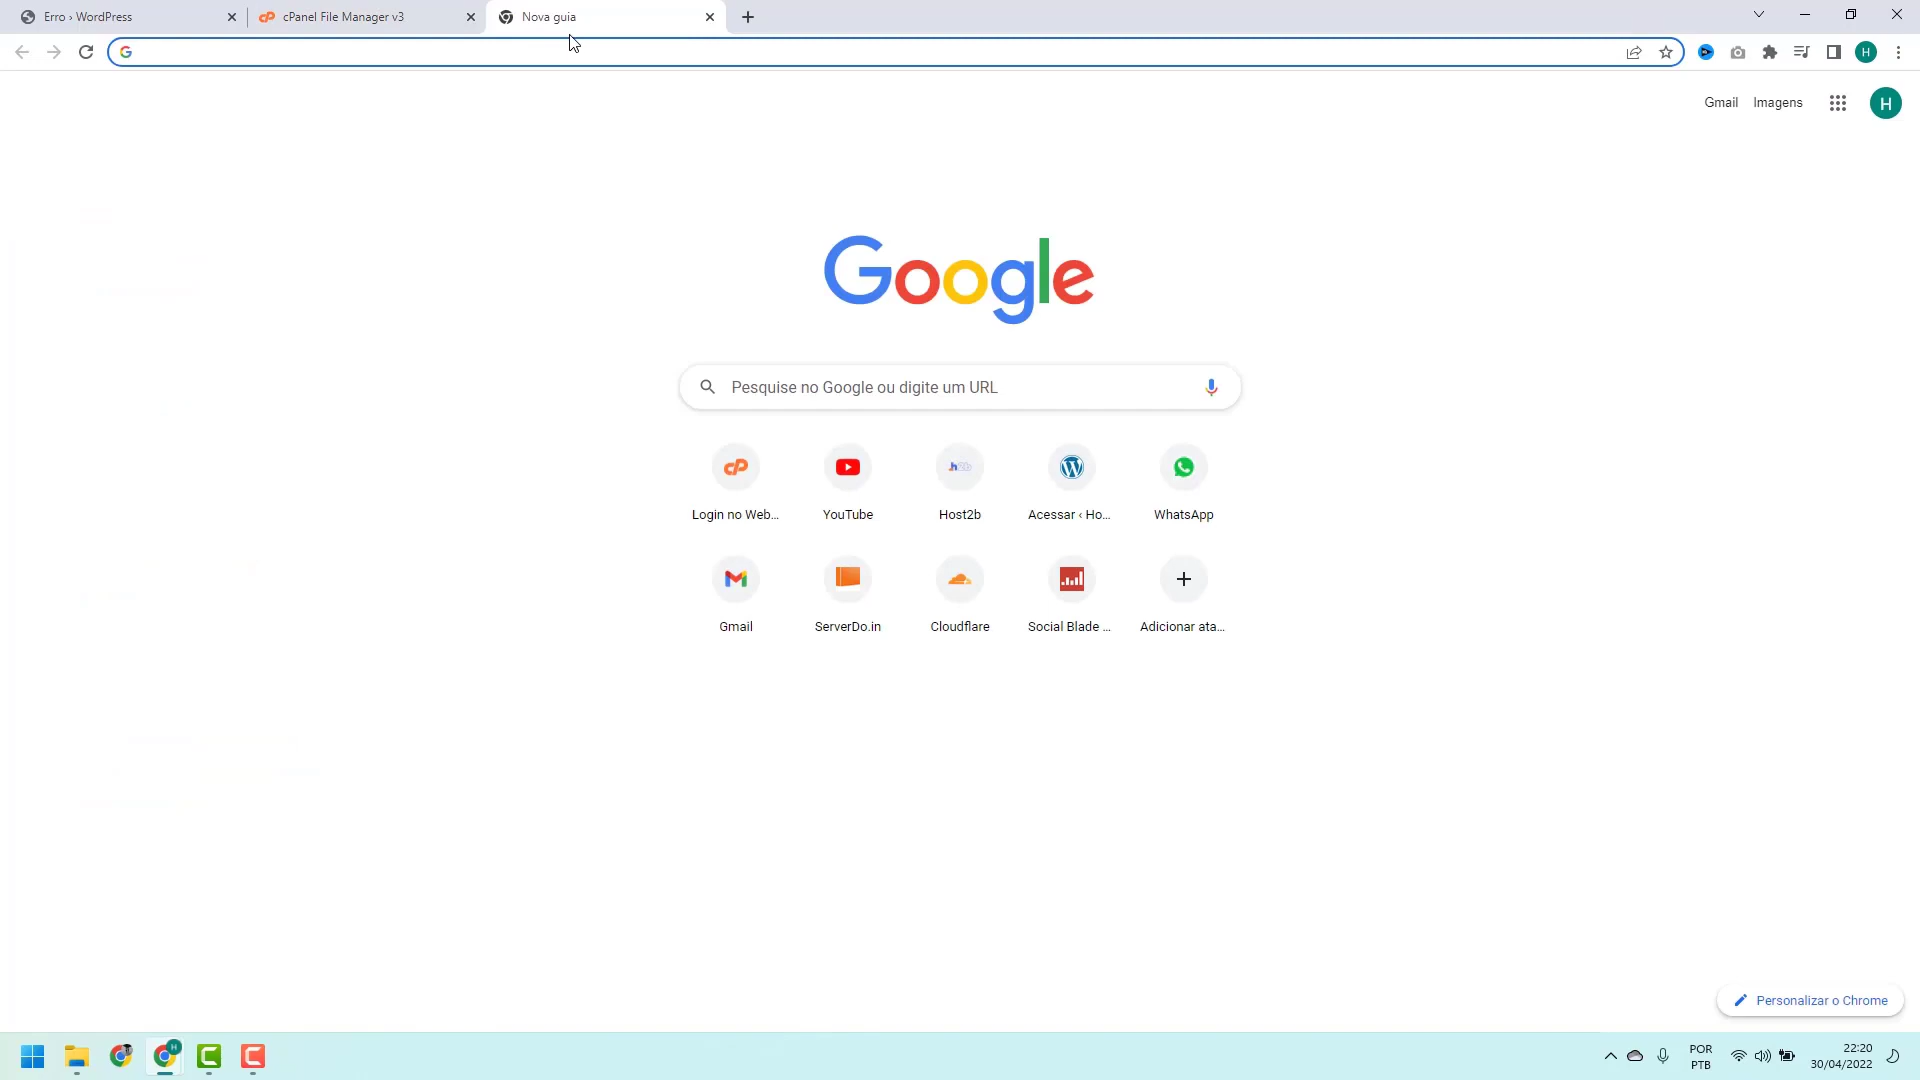 Erro › WordPress
cPanel File Manager v3
Nova guia
H
Gmail
Imagens
H
Google
Pesquise no Google ou digite um URL
Login no Web...
YouTube
Host2b
Acessar ‹ Ho...
WhatsApp
Gmail
ServerDo.in
Cloudflare
Social Blade ...
Adicionar ata...
Personalizar o Chrome
H
POR
PTB
22:20
30/04/2022